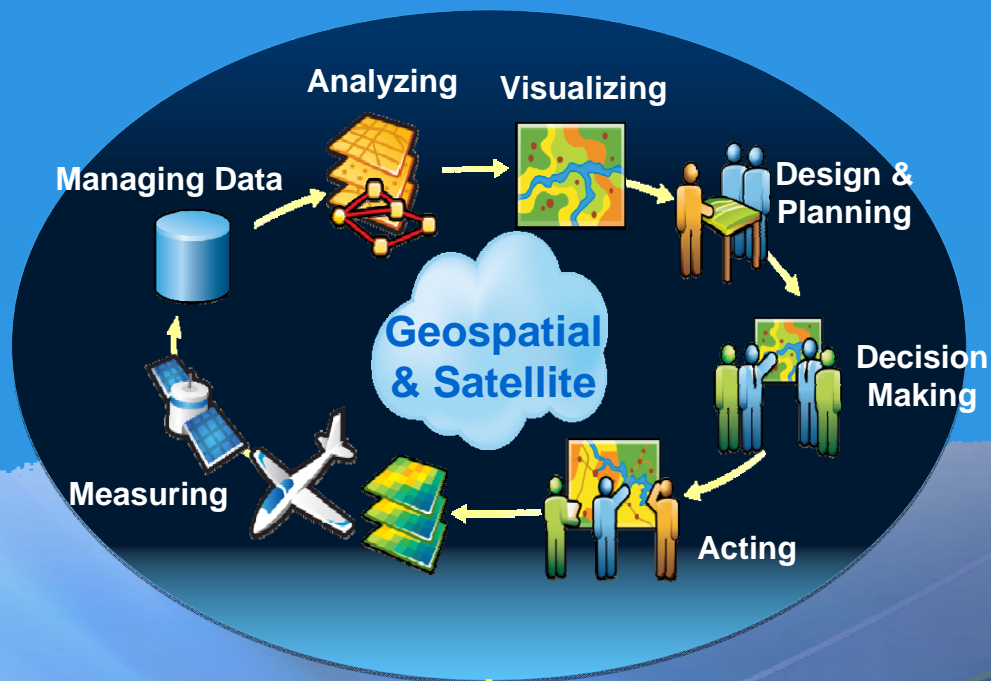 Analyzing
Visualizing
Managing Data
Design &
Planning
Geospatial
& Satellite
Decision
Making
Measuring
Acting